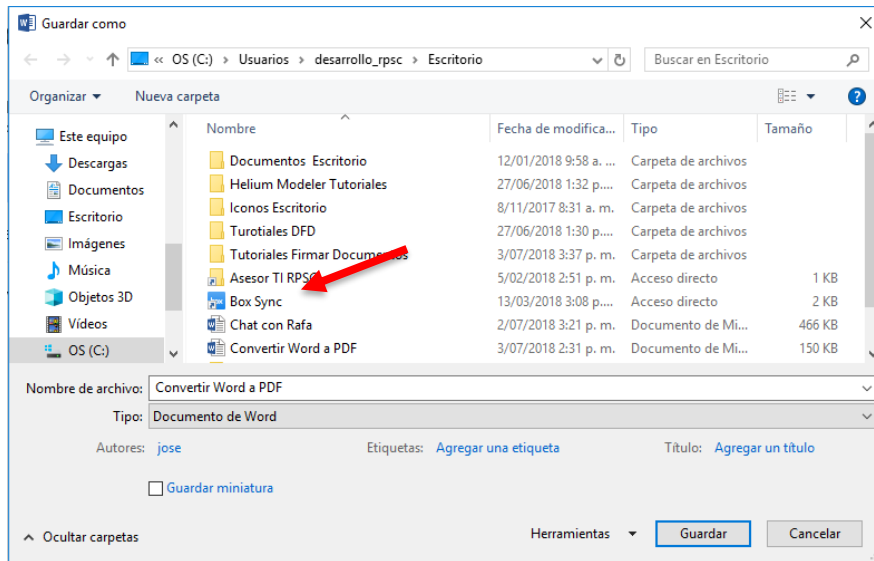 Guardar como
« OS (C:) › Usuarios › desarrollo_rpsc › Escritorio
Buscar en Escritorio
Organizar
Nueva carpeta
Este equipo
Descargas
Documentos
Escritorio
Imágenes
Música
Objetos 3D
Vídeos
OS (C:)
Nombre Fecha de modifica... Tipo Tamaño
Documentos Escritorio 12/01/2018 9:58 a. ... Carpeta de archivos
Helium Modeler Tutoriales 27/06/2018 1:32 p.... Carpeta de archivos
Iconos Escritorio 8/11/2017 8:31 a. m. Carpeta de archivos
Turotiales DFD 27/06/2018 1:30 p.... Carpeta de archivos
Tutoriales Firmar Documentos 3/07/2018 3:37 p. m. Carpeta de archivos
Asesor TI RPSC 5/02/2018 2:51 p. m. Acceso directo 1 KB
Box Sync 13/03/2018 3:08 p.... Acceso directo 2 KB
Chat con Rafa 2/07/2018 3:21 p. m. Documento de Mi... 466 KB
Convertir Word a PDF 3/07/2018 2:31 p. m. Documento de Mi... 150 KB
Nombre de archivo: Convertir Word a PDF
Tipo: Documento de Word
Autores: jose Etiquetas: Agregar una etiqueta Título: Agregar un título
Guardar miniatura
Ocultar carpetas
Herramientas
Guardar
Cancelar